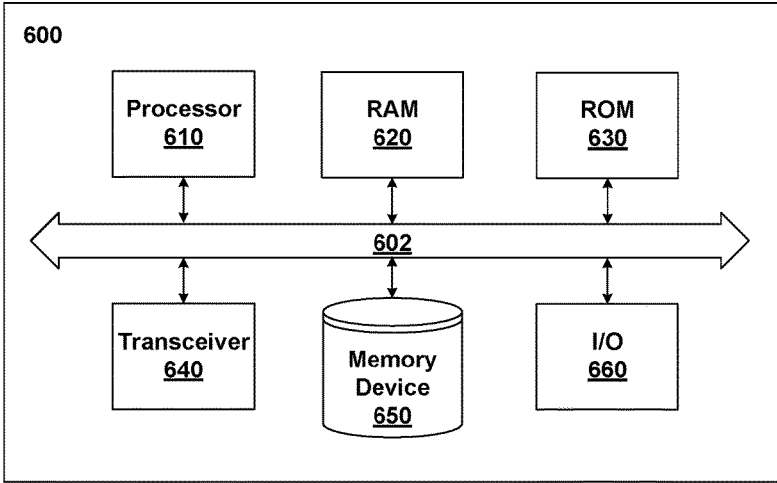 600
Processor
610
RAM
620
ROM
630
602
Transceiver
640
Memory
Device
650
I/O
660